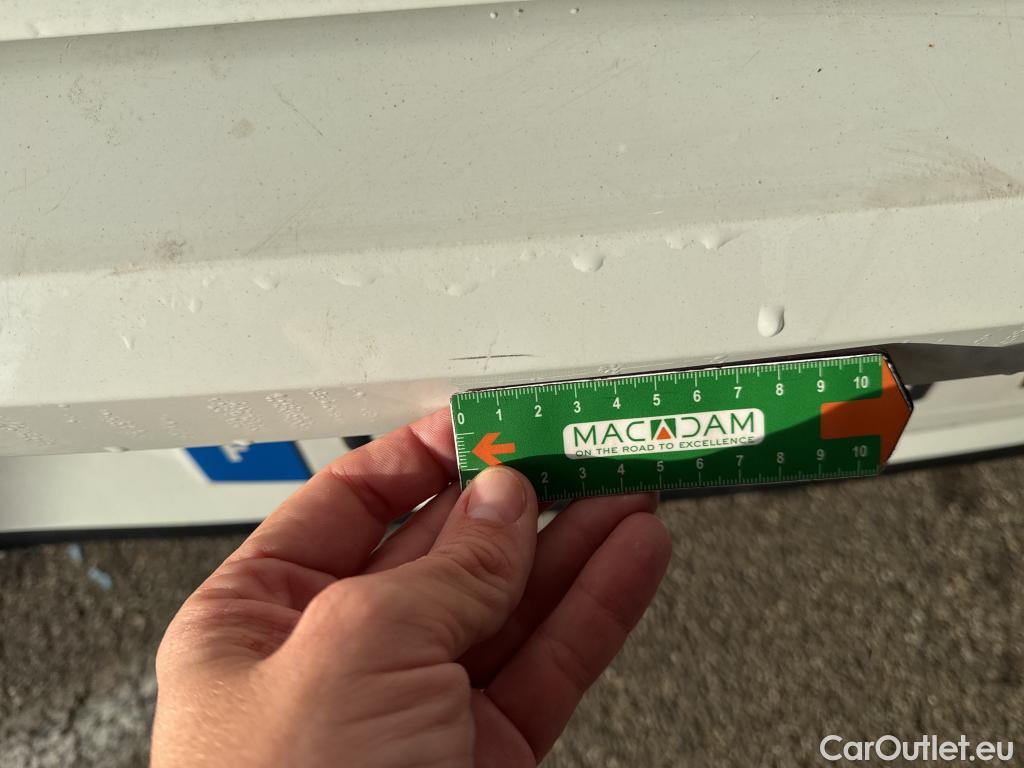 0 1 2 3 4 5 6 7 8 9 10
MACADAM
ON THE ROAD TO EXCELLENCE
2 3 4 5 6 7 8 9 10
CarOutlet.eu